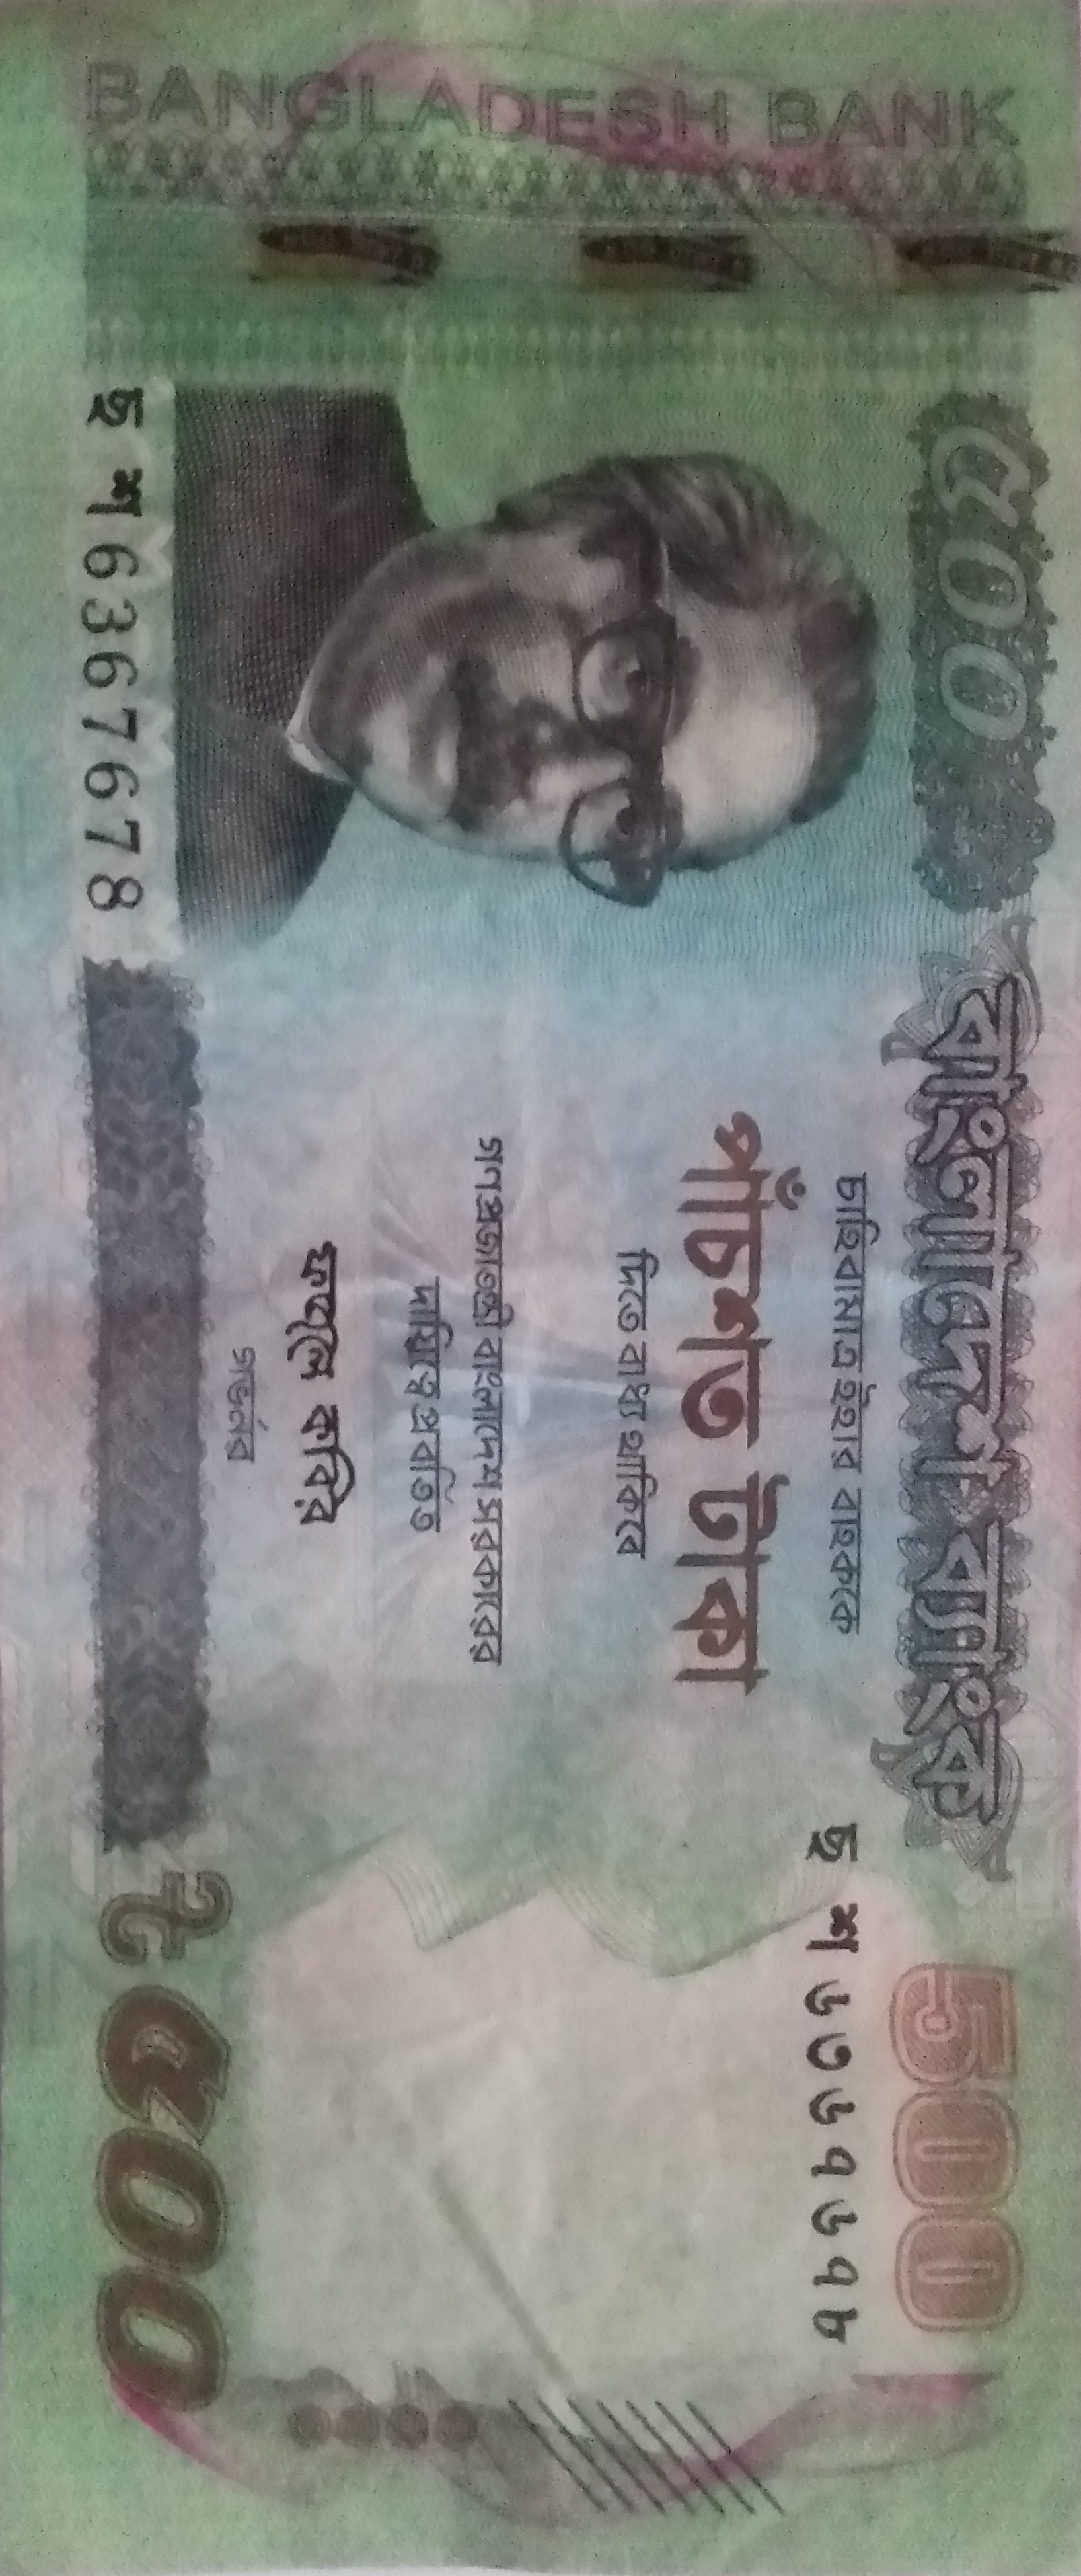 BANGLADESH BANK
৫০০
বাংলাদেশ ব্যাংক
500
চাহিবামাত্র ইহার বাহককে
ছ শ ৬৩৬৭৬৭৮
পাঁচশত টাকা
দিতে বাধ্য থাকিবে
গণপ্রজাতন্ত্রী বাংলাদেশ সরকারের
দায়িত্বে প্রবর্তিত
ফজলে কবির
গভর্নর
৳৫০০
ছ শ 6367678